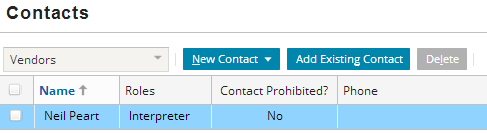 Contacts
Vendors New Contact Add Existing Contact Delete
Name Roles Contact Prohibited? Phone
Neil Peart Interpreter No